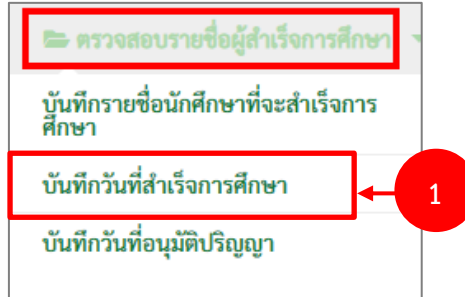 ตรวจสอบรายชื่อผู้สำเร็จการศึกษา
บันทึกรายชื่อนักศึกษาที่จะสำเร็จการ
ศึกษา
บันทึกวันที่สำเร็จการศึกษา
1
บันทึกวันที่อนุมัติปริญญา